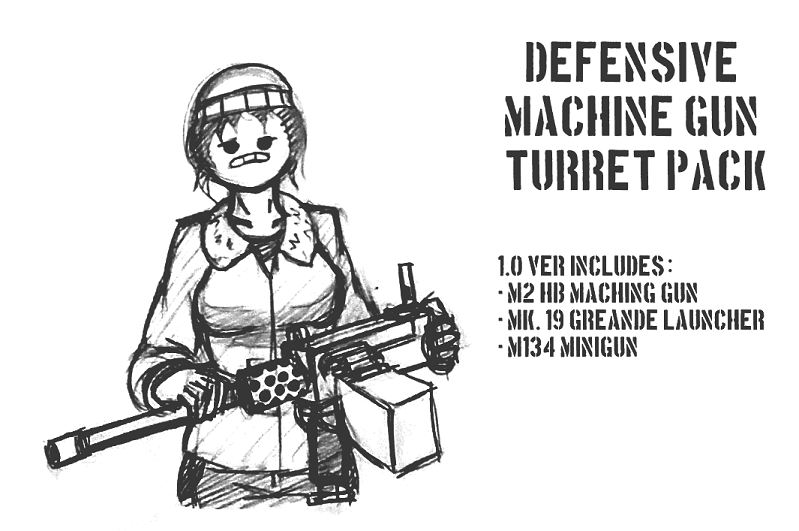 DEFENSIVE
MACHINE GUN
TURRET PACK
1.0 VER INCLUDES:
· M2 HB MACHING GUN
· MK. 19 GREANDE LAUNCHER
· M134 MINIGUN